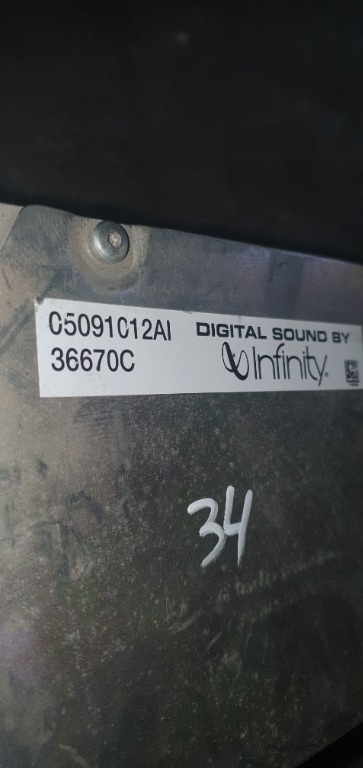 05091012AI
36670C
DIGITAL SOUND BY
Infinity®
34